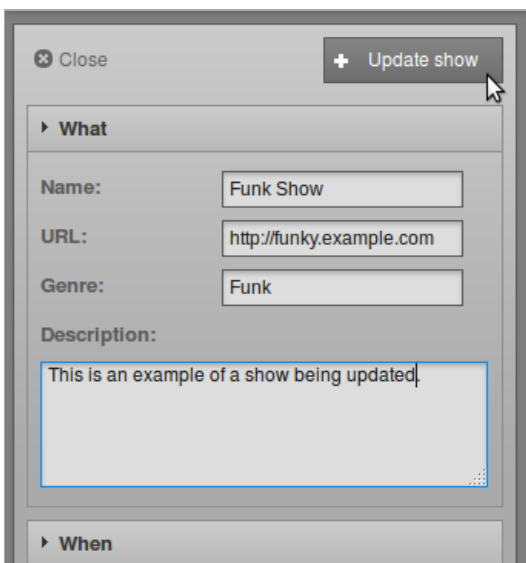 Close
Update show
What
Name:
Funk Show
URL:
http://funky.example.com
Genre:
Funk
Description:
This is an example of a show being updated.
When